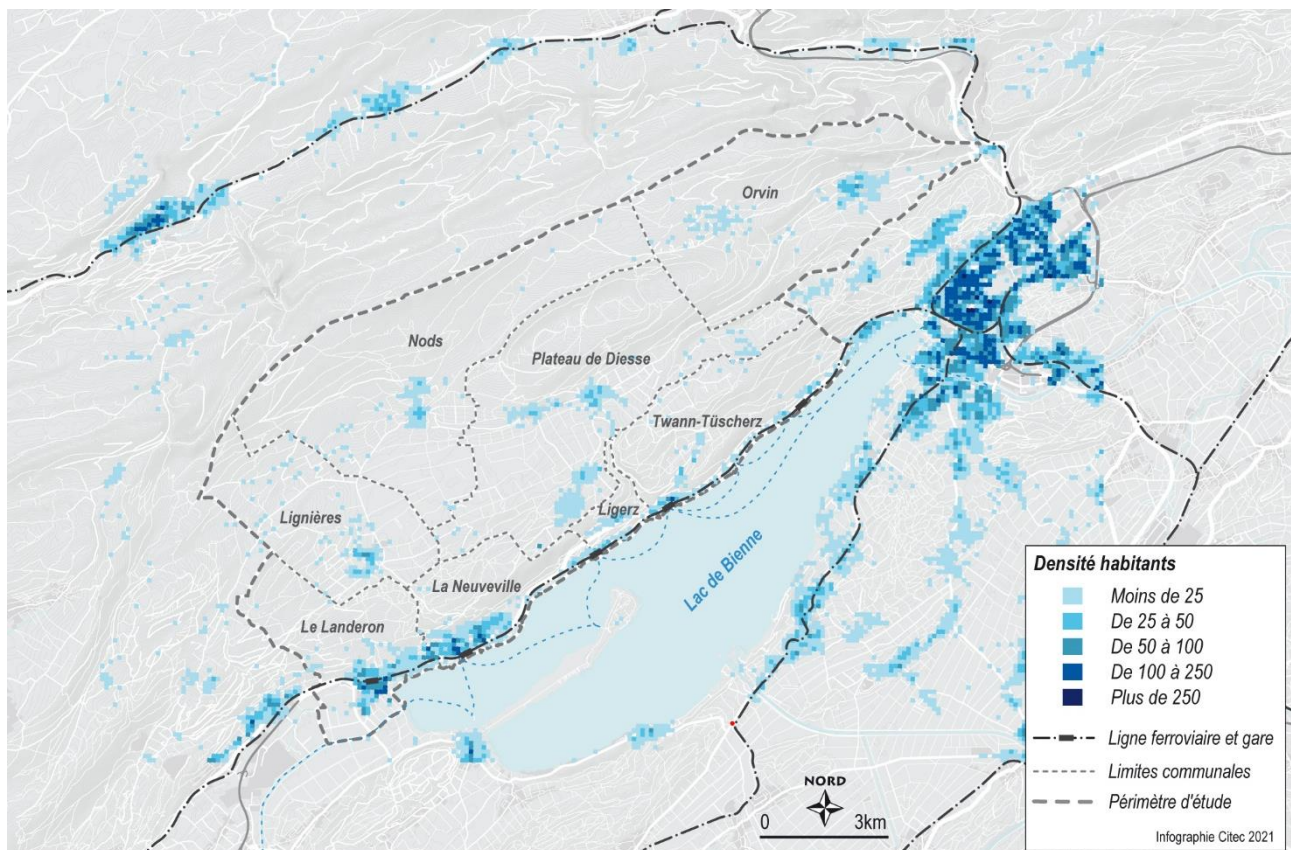 Orvin
Nods
Plateau de Diesse
Twann-Tüscherz
Lignières
Ligerz
La Neuveville
Le Landeron
Lac de Bienne
Densité habitants
Moins de 25
De 25 à 50
De 50 à 100
De 100 à 250
Plus de 250
Ligne ferroviaire et gare
Limites communales
Périmètre d'étude
NORD
0 3km
Infographie Citec 2021